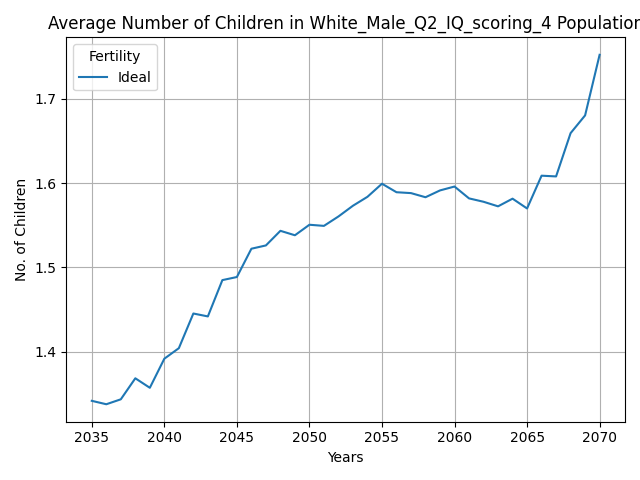 Average Number of Children in White_Male_Q2_IQ_scoring_4 Population
Fertility
Ideal
No. of Children
1.7
1.6
1.5
1.4
2035 2040 2045 2050 2055 2060 2065 2070
Years